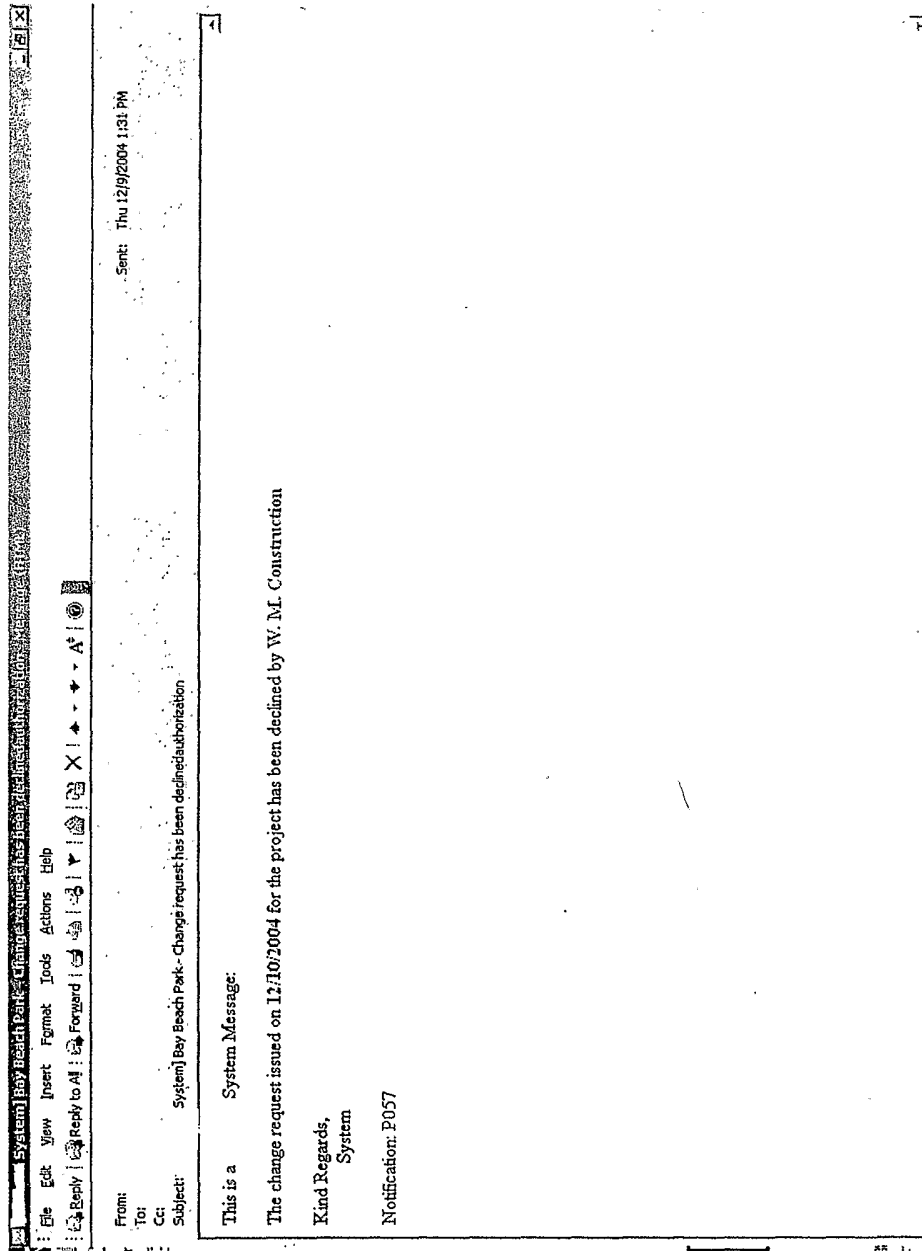 System] Bay Beach Park - Change request has been declinedauthorization - Message (HTML)
File Edit View Insert Format Tools Actions Help
Reply Reply to All Forward
From:
Sent: Thu 12/9/2004 1:31 PM
To:
Cc:
Subject: System] Bay Beach Park - Change request has been declinedauthorization
This is a System Message:
The change request issued on 12/10/2004 for the project has been declined by W. M. Construction
Kind Regards,
System
Notification: P057